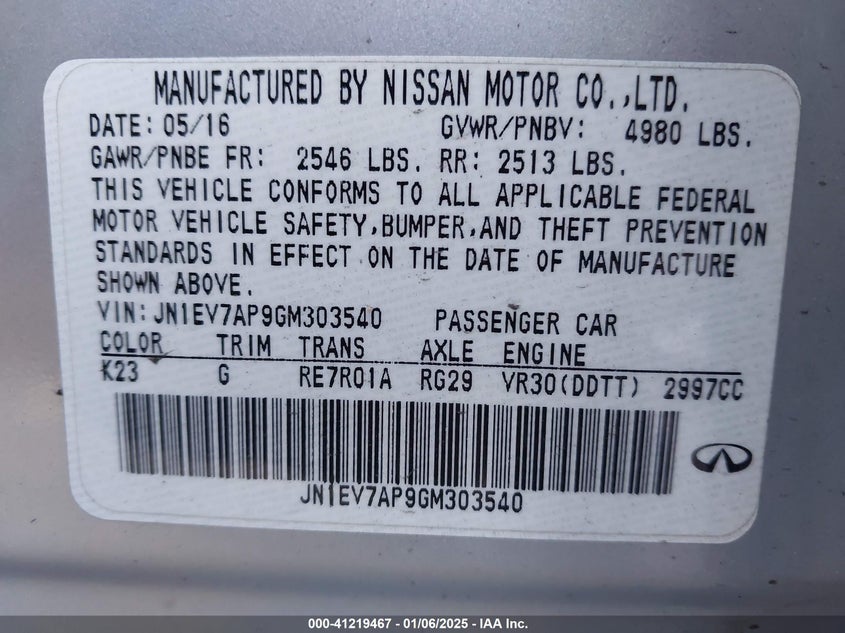 MANUFACTURED BY NISSAN MOTOR CO.,LTD.
DATE: 05/16 GVWR/PNBV: 4980 LBS.
GAWR/PNBE FR: 2546 LBS. RR: 2513 LBS.
THIS VEHICLE CONFORMS TO ALL APPLICABLE FEDERAL
MOTOR VEHICLE SAFETY,BUMPER,AND THEFT PREVENTION
STANDARDS IN EFFECT ON THE DATE OF MANUFACTURE
SHOWN ABOVE.
VIN:JN1EV7AP9GM303540 PASSENGER CAR
COLOR TRIM TRANS AXLE ENGINE
K23 G RE7R01A RG29 VR30(DDTT) 2997CC
JN1EV7AP9GM303540
000-41219467 | 01/06/2025 | IAA Inc.